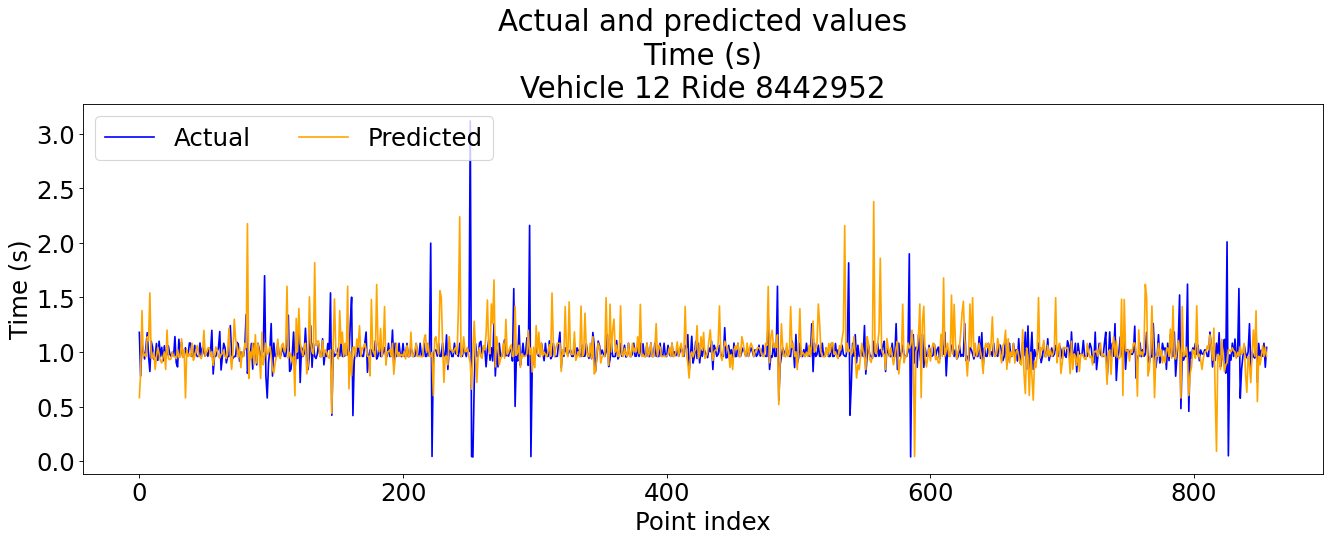 Actual and predicted values
Time (s)
Vehicle 12 Ride 8442952
Actual
Predicted
Time (s)
3.0
2.5
2.0
1.5
1.0
0.5
0.0
0
200
400
600
800
Point index